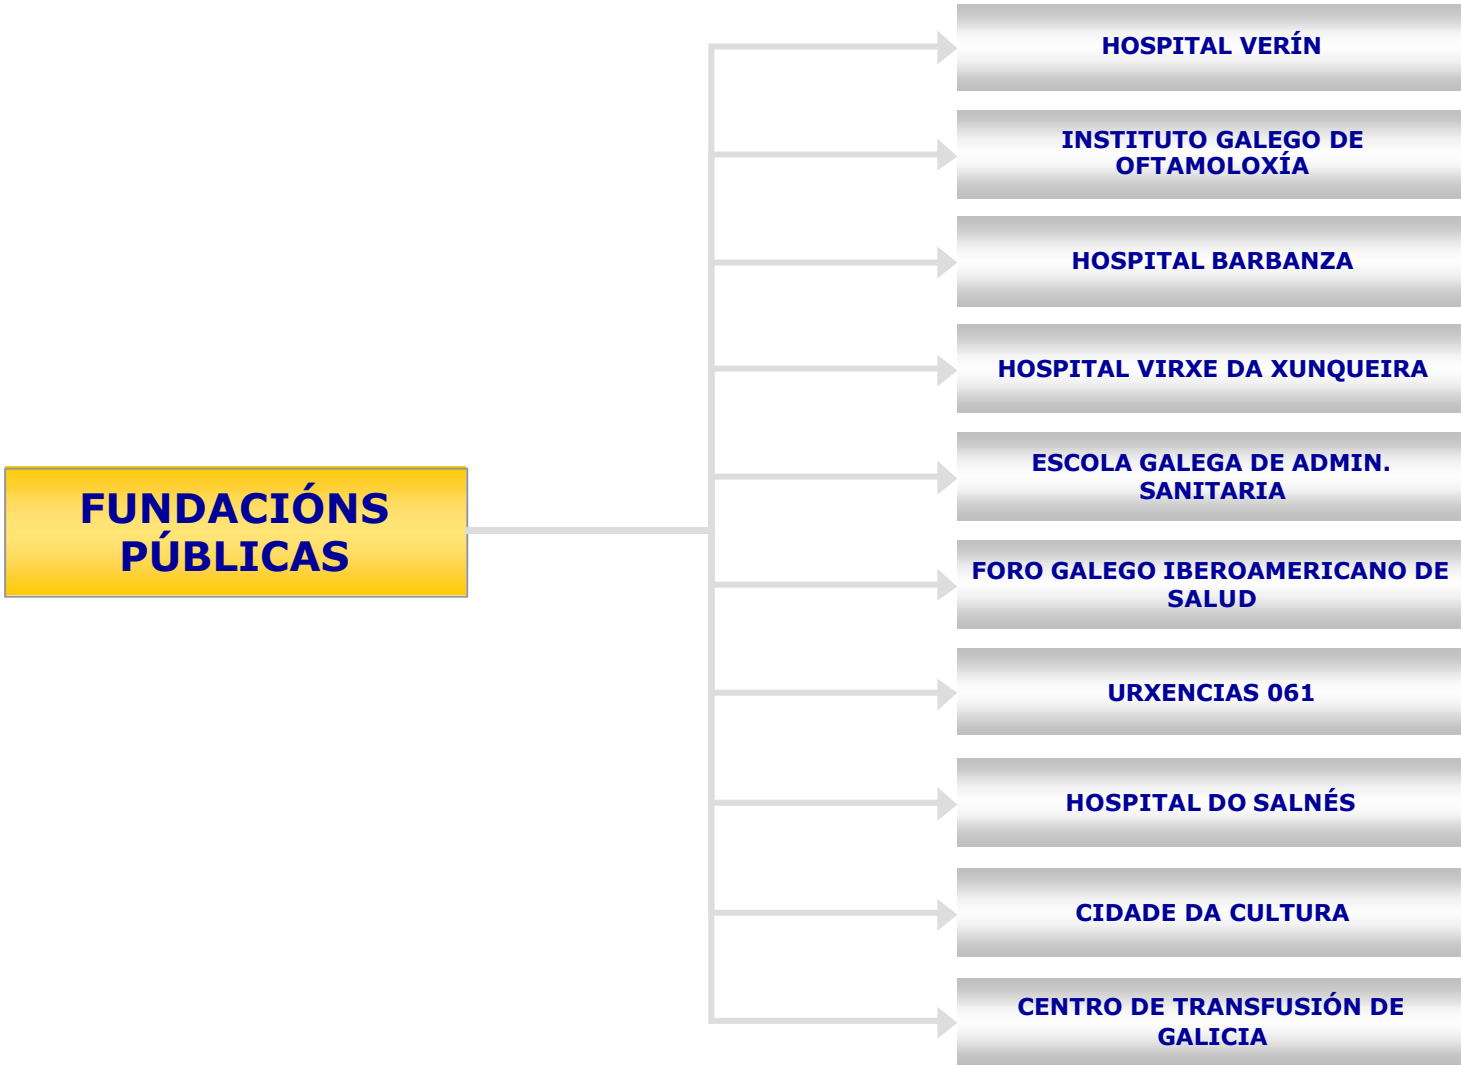 HOSPITAL VERÍN
INSTITUTO GALEGO DE
OFTAMOLOXÍA
HOSPITAL BARBANZA
HOSPITAL VIRXE DA XUNQUEIRA
ESCOLA GALEGA DE ADMIN.
SANITARIA
FUNDACIÓNS
PÚBLICAS
FORO GALEGO IBEROAMERICANO DE
SALUD
URXENCIAS 061
HOSPITAL DO SALNÉS
CIDADE DA CULTURA
CENTRO DE TRANSFUSIÓN DE
GALICIA